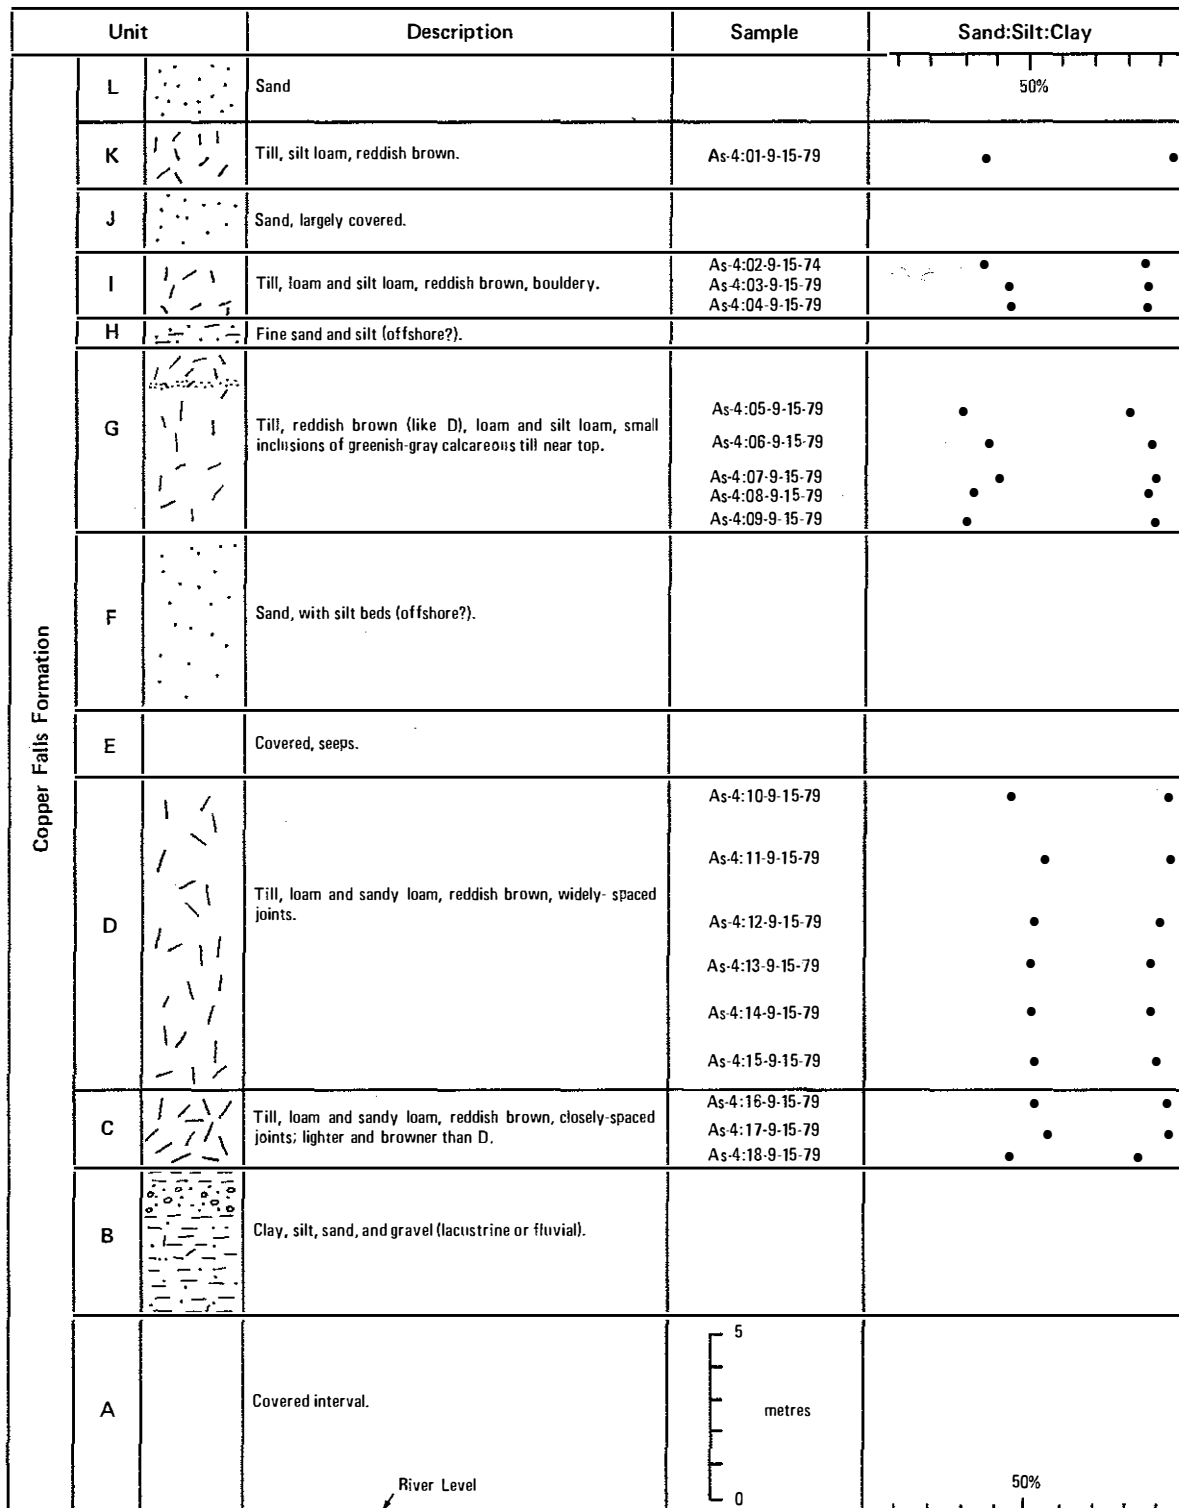 Unit Description Sample Sand:Silt:Clay
50%
Copper Falls Formation
L Sand
K Till, silt loam, reddish brown. As-4:01-9-15-79
J Sand, largely covered.
I Till, loam and silt loam, reddish brown, bouldery.
As-4:02-9-15-74
As-4:03-9-15-79
As-4:04-9-15-79
H Fine sand and silt (offshore?).
G Till, reddish brown (like D), loam and silt loam, small
inclusions of greenish-gray calcareous till near top.
As-4:05-9-15-79
As-4:06-9-15-79
As-4:07-9-15-79
As-4:08-9-15-79
As-4:09-9-15-79
F Sand, with silt beds (offshore?).
E Covered, seeps.
D Till, loam and sandy loam, reddish brown, widely- spaced
joints.
As-4:10-9-15-79
As-4:11-9-15-79
As-4:12-9-15-79
As-4:13-9-15-79
As-4:14-9-15-79
As-4:15-9-15-79
C Till, loam and sandy loam, reddish brown, closely-spaced
joints; lighter and browner than D.
As-4:16-9-15-79
As-4:17-9-15-79
As-4:18-9-15-79
B Clay, silt, sand, and gravel (lacustrine or fluvial).
A Covered interval.
5
metres
0
River Level
50%